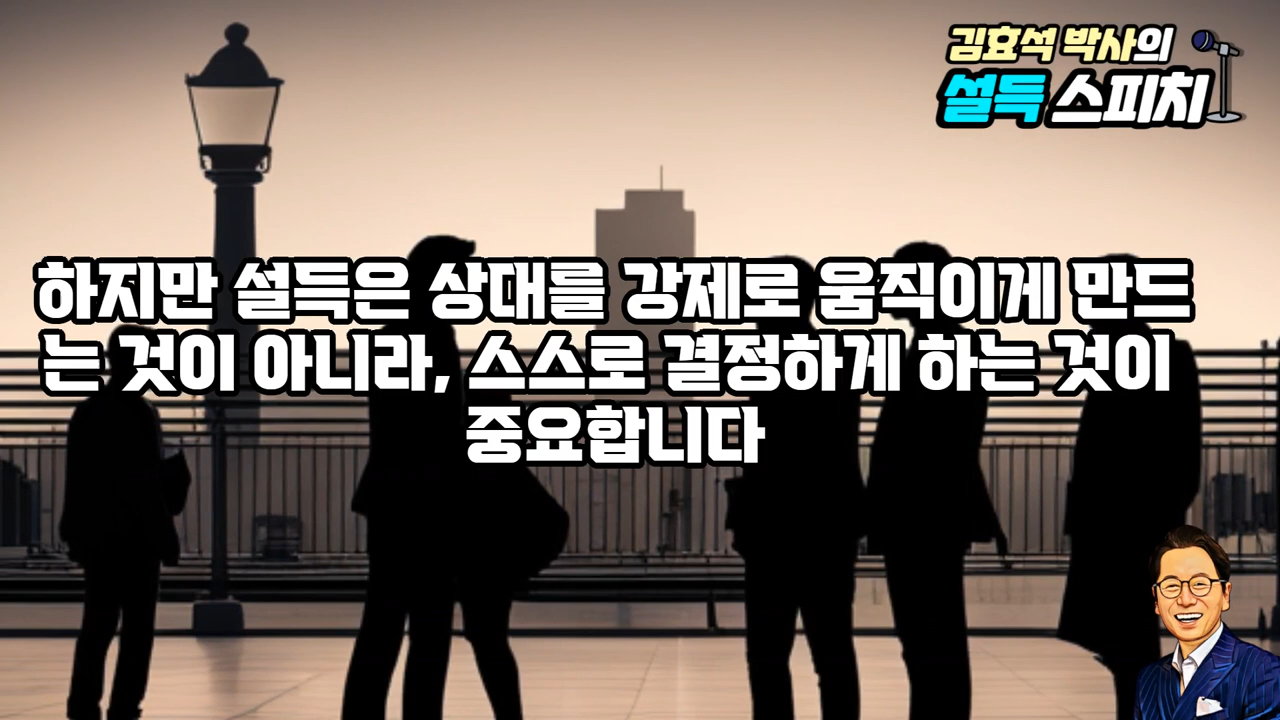 김효석 박사의
설득 스피치
하지만 설득은 상대를 강제로 움직이게 만드
는 것이 아니라, 스스로 결정하게 하는 것이
중요합니다